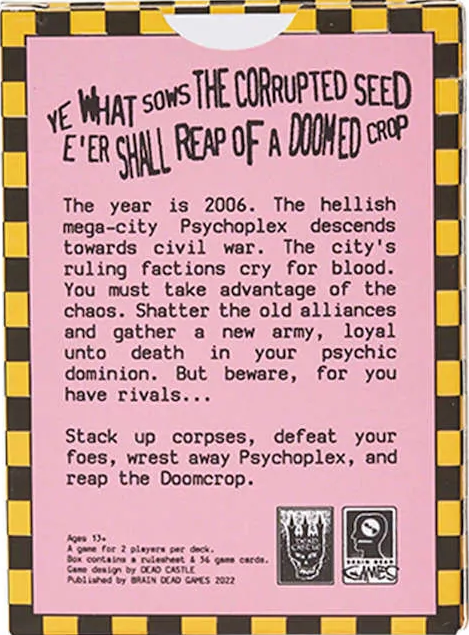 YE WHAT SOWS THE CORRUPTED SEED
E'ER SHALL REAP OF A DOOMED CROP
The year is 2006. The hellish
mega-city Psychoplex descends
towards civil war. The city's
ruling factions cry for blood.
You must take advantage of the
chaos. Shatter the old alliances
and gather a new army, loyal
unto death in your psychic
dominion. But beware, for you
have rivals...
Stack up corpses, defeat your
foes, wrest away Psychoplex, and
reap the Doomcrop.
Ages 13+
A game for 2 players per deck.
Box contains a rulesheet & 54 game cards.
Game design by DEAD CASTLE
Published by BRAIN DEAD GAMES 2022
DEAD
CASTLE
BRAIN DEAD
GAMES